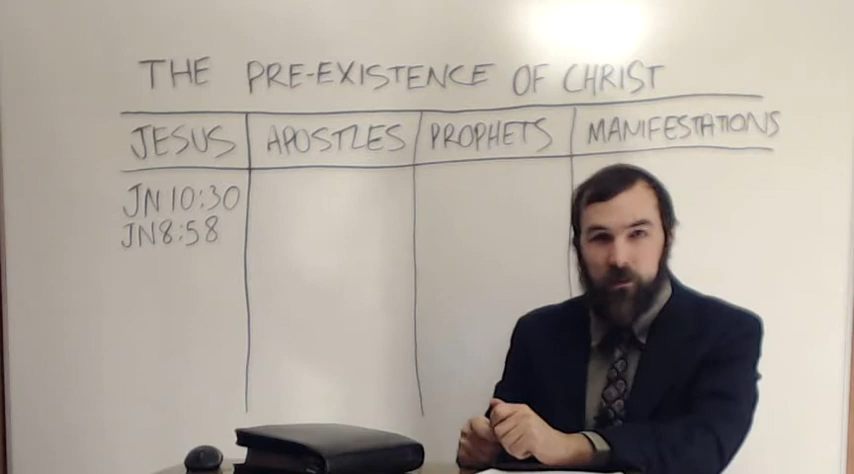 THE PRE-EXISTENCE OF CHRIST
JESUS APOSTLES PROPHETS MANIFESTATIONS
JN 10:30
JN 8:58